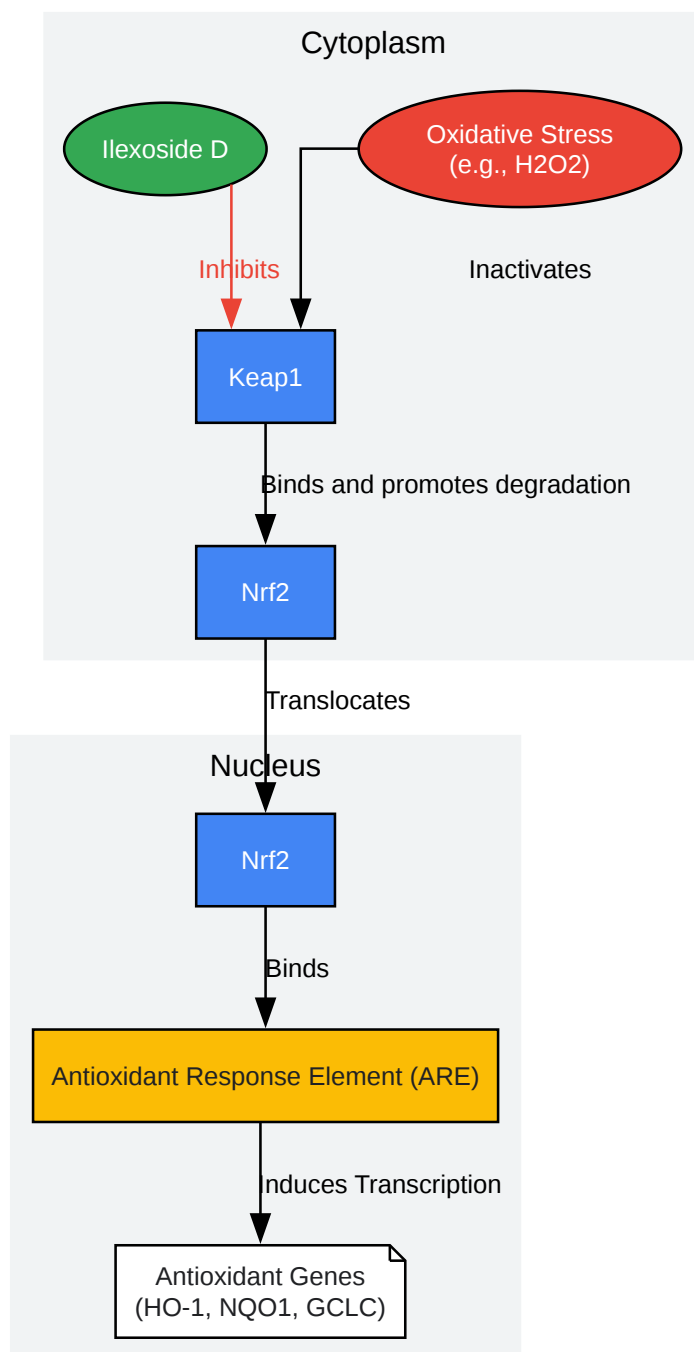 Cytoplasm
Ilexoside D
Oxidative Stress
(e.g., H2O2)
Inhibits
Inactivates
Keap1
Binds and promotes degradation
Nrf2
Translocates
Nucleus
Nrf2
Binds
Antioxidant Response Element (ARE)
Induces Transcription
Antioxidant Genes
(HO-1, NQO1, GCLC)